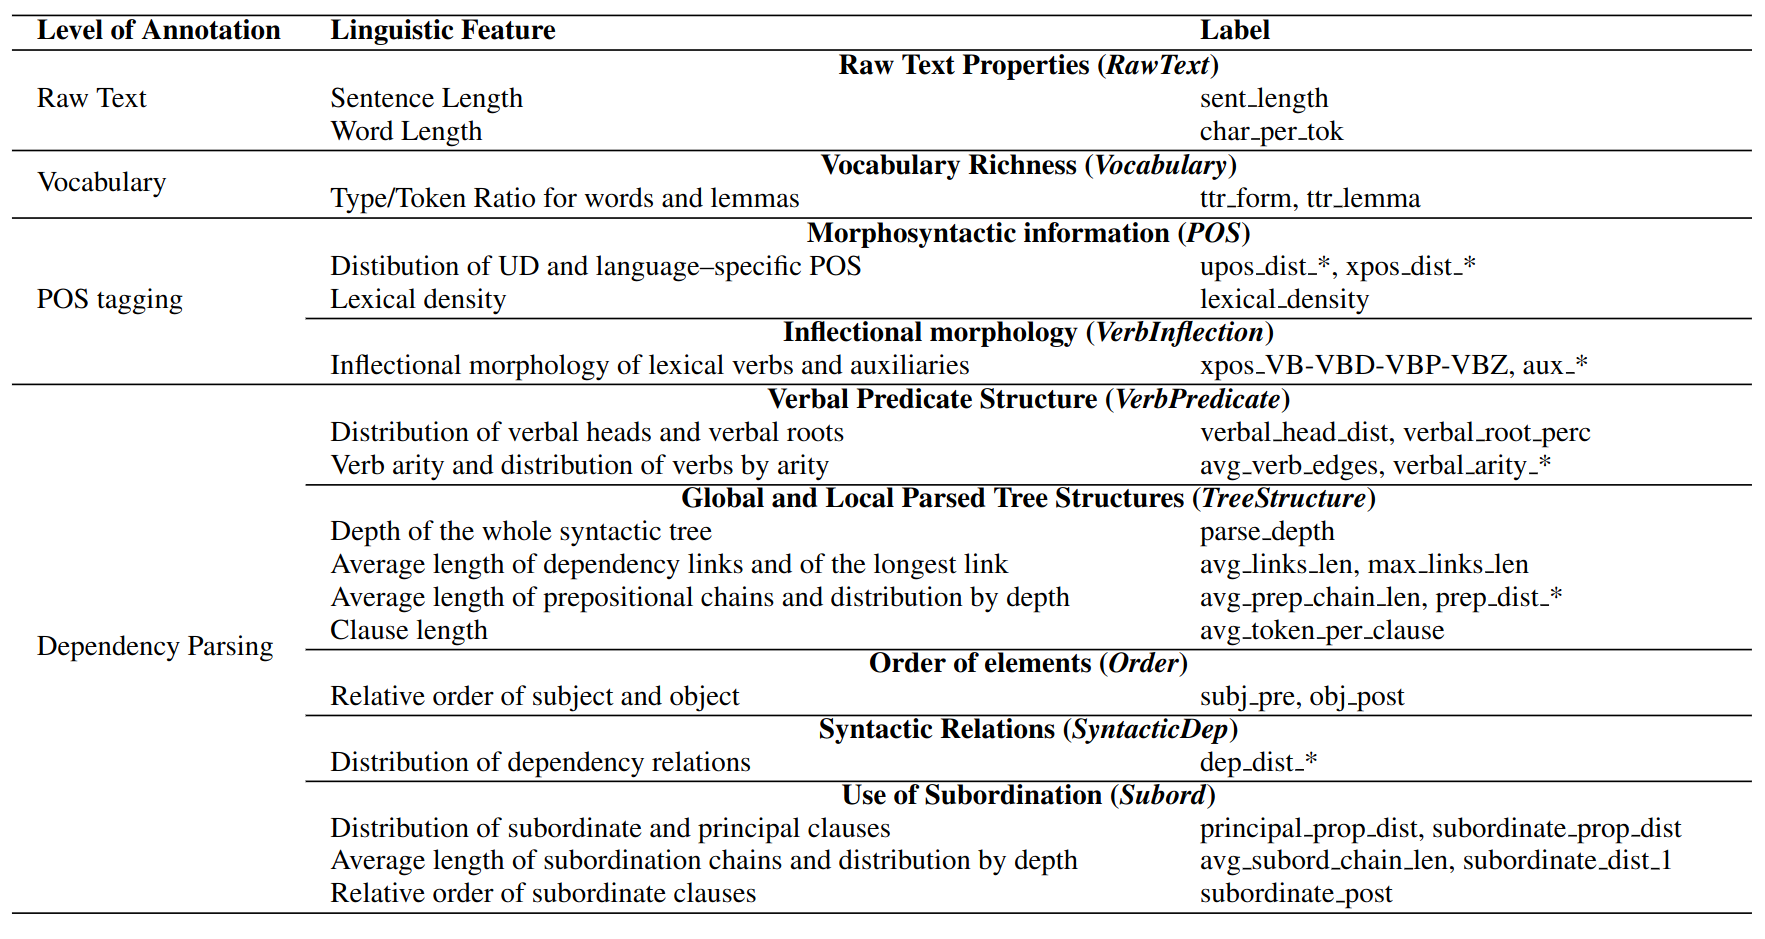 Level of Annotation Linguistic Feature Label
Raw Text Properties (RawText)
Raw Text
Sentence Length sent_length
Word Length char_per_tok
Vocabulary Richness (Vocabulary)
Vocabulary
Type/Token Ratio for words and lemmas ttr_form, ttr_lemma
Morphosyntactic information (POS)
Distibution of UD and language–specific POS upos_dist_*, xpos_dist_*
POS tagging
Lexical density lexical_density
Inflectional morphology (VerbInflection)
Inflectional morphology of lexical verbs and auxiliaries xpos_VB-VBD-VBP-VBZ, aux_*
Verbal Predicate Structure (VerbPredicate)
Distribution of verbal heads and verbal roots verbal_head_dist, verbal_root_perc
Verb arity and distribution of verbs by arity avg_verb_edges, verbal_arity_*
Global and Local Parsed Tree Structures (TreeStructure)
Depth of the whole syntactic tree parse_depth
Average length of dependency links and of the longest link avg_links_len, max_links_len
Average length of prepositional chains and distribution by depth avg_prep_chain_len, prep_dist_*
Clause length avg_token_per_clause
Dependency Parsing
Order of elements (Order)
Relative order of subject and object subj_pre, obj_post
Syntactic Relations (SyntacticDep)
Distribution of dependency relations dep_dist_*
Use of Subordination (Subord)
Distribution of subordinate and principal clauses principal_prop_dist, subordinate_prop_dist
Average length of subordination chains and distribution by depth avg_subord_chain_len, subordinate_dist_1
Relative order of subordinate clauses subordinate_post